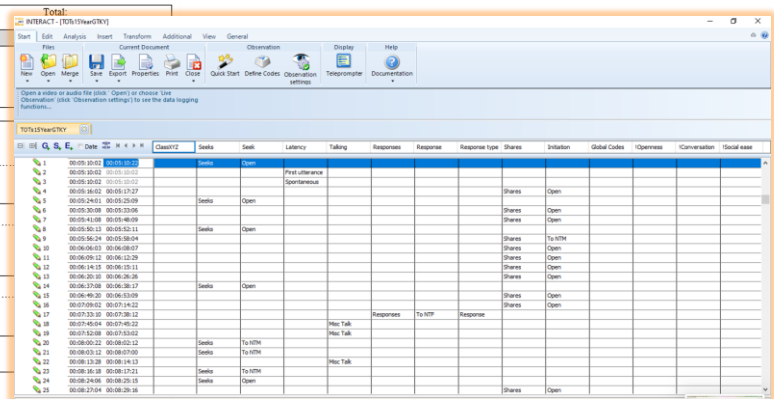 Total:
INTERACT - [TOTs15YearGTKY]
Start Edit Analysis Insert Transform Additional View General
Files Current Document Observation Display Help
New Open Merge Save Export Properties Print Close Quick Start Define Codes Observation settings Teleprompter Documentation
Open a video or audio file (click 'Open') or choose 'Live
Observation' (click 'Observation settings') to see the data logging
functions...
TOTs15YearGTKY
G, S, E, Date ClassXYZ Seeks Seek Latency Talking Responses Response Response type Shares Initiation Global Codes !Openness !Conversation !Social ease
1 00:05:10:02 00:05:10:22 Seeks Open
2 00:05:10:02 00:05:10:02 First utterance
3 00:05:10:02 00:05:10:02 Spontaneous
4 00:05:16:02 00:05:17:27 Shares Open
5 00:05:24:01 00:05:25:09 Seeks Open
6 00:05:30:08 00:05:33:06 Shares Open
7 00:05:41:08 00:05:48:09 Shares Open
8 00:05:50:13 00:05:52:11 Seeks Open
9 00:05:56:24 00:05:58:04 Shares To NTM
10 00:06:06:03 00:06:08:07 Shares Open
11 00:06:09:12 00:06:12:29 Shares Open
12 00:06:14:15 00:06:15:11 Shares Open
13 00:06:20:10 00:06:26:26 Shares Open
14 00:06:37:08 00:06:38:17 Seeks Open
15 00:06:49:20 00:06:53:09 Shares Open
16 00:07:09:02 00:07:14:22 Shares Open
17 00:07:33:10 00:07:38:12 Responses To NTP Response
18 00:07:45:04 00:07:45:22 Misc Talk
19 00:07:52:08 00:07:53:02 Misc Talk
20 00:08:00:22 00:08:02:12 Seeks To NTM
21 00:08:03:12 00:08:07:00 Seeks To NTM
22 00:08:13:28 00:08:14:13 Misc Talk
23 00:08:16:18 00:08:17:21 Seeks To NTM
24 00:08:24:06 00:08:25:15 Seeks Open
25 00:08:27:04 00:08:29:16 Shares Open